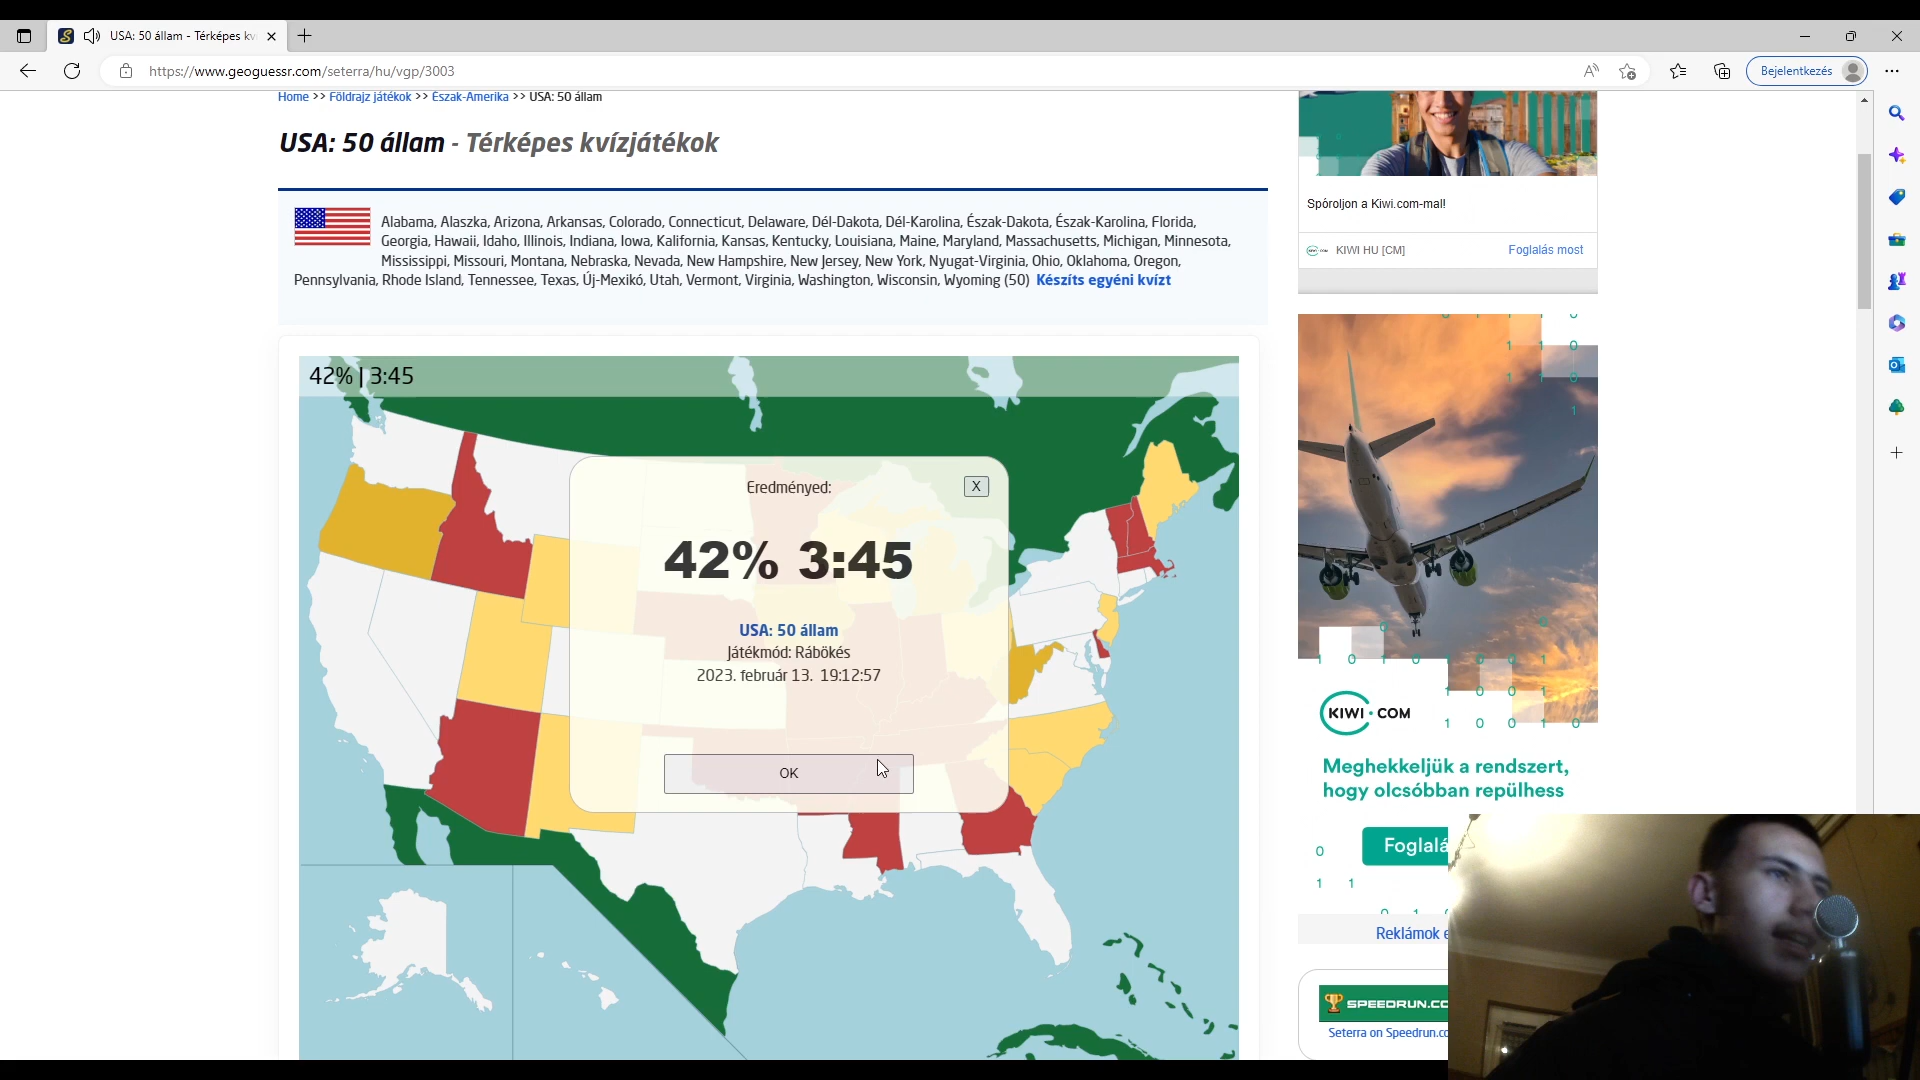 USA: 50 állam - Térképes kv
https://www.geoguessr.com/seterra/hu/vgp/3003
Bejelentkezés
Home >> Földrajz játékok >> Észak-Amerika >> USA: 50 állam
USA: 50 állam - Térképes kvízjátékok
Alabama, Alaszka, Arizona, Arkansas, Colorado, Connecticut, Delaware, Dél-Dakota, Dél-Karolina, Észak-Dakota, Észak-Karolina, Florida,
Georgia, Hawaii, Idaho, Illinois, Indiana, Iowa, Kalifornia, Kansas, Kentucky, Louisiana, Maine, Maryland, Massachusetts, Michigan, Minnesota,
Mississippi, Missouri, Montana, Nebraska, Nevada, New Hampshire, New Jersey, New York, Nyugat-Virginia, Ohio, Oklahoma, Oregon,
Pennsylvania, Rhode Island, Tennessee, Texas, Új-Mexikó, Utah, Vermont, Virginia, Washington, Wisconsin, Wyoming (50) Készíts egyéni kvízt
42% | 3:45
Eredményed:
X
42% 3:45
USA: 50 állam
Játékmód: Rábökés
2023. február 13. 19:12:57
OK
Spóroljon a Kiwi.com-mal!
KIWI HU [CM]
Foglalás most
KIWI.COM
Meghekkeljük a rendszert,
hogy olcsóbban repülhess
Foglalá
Reklámok e
SPEEDRUN.CO
Seterra on Speedrun.co